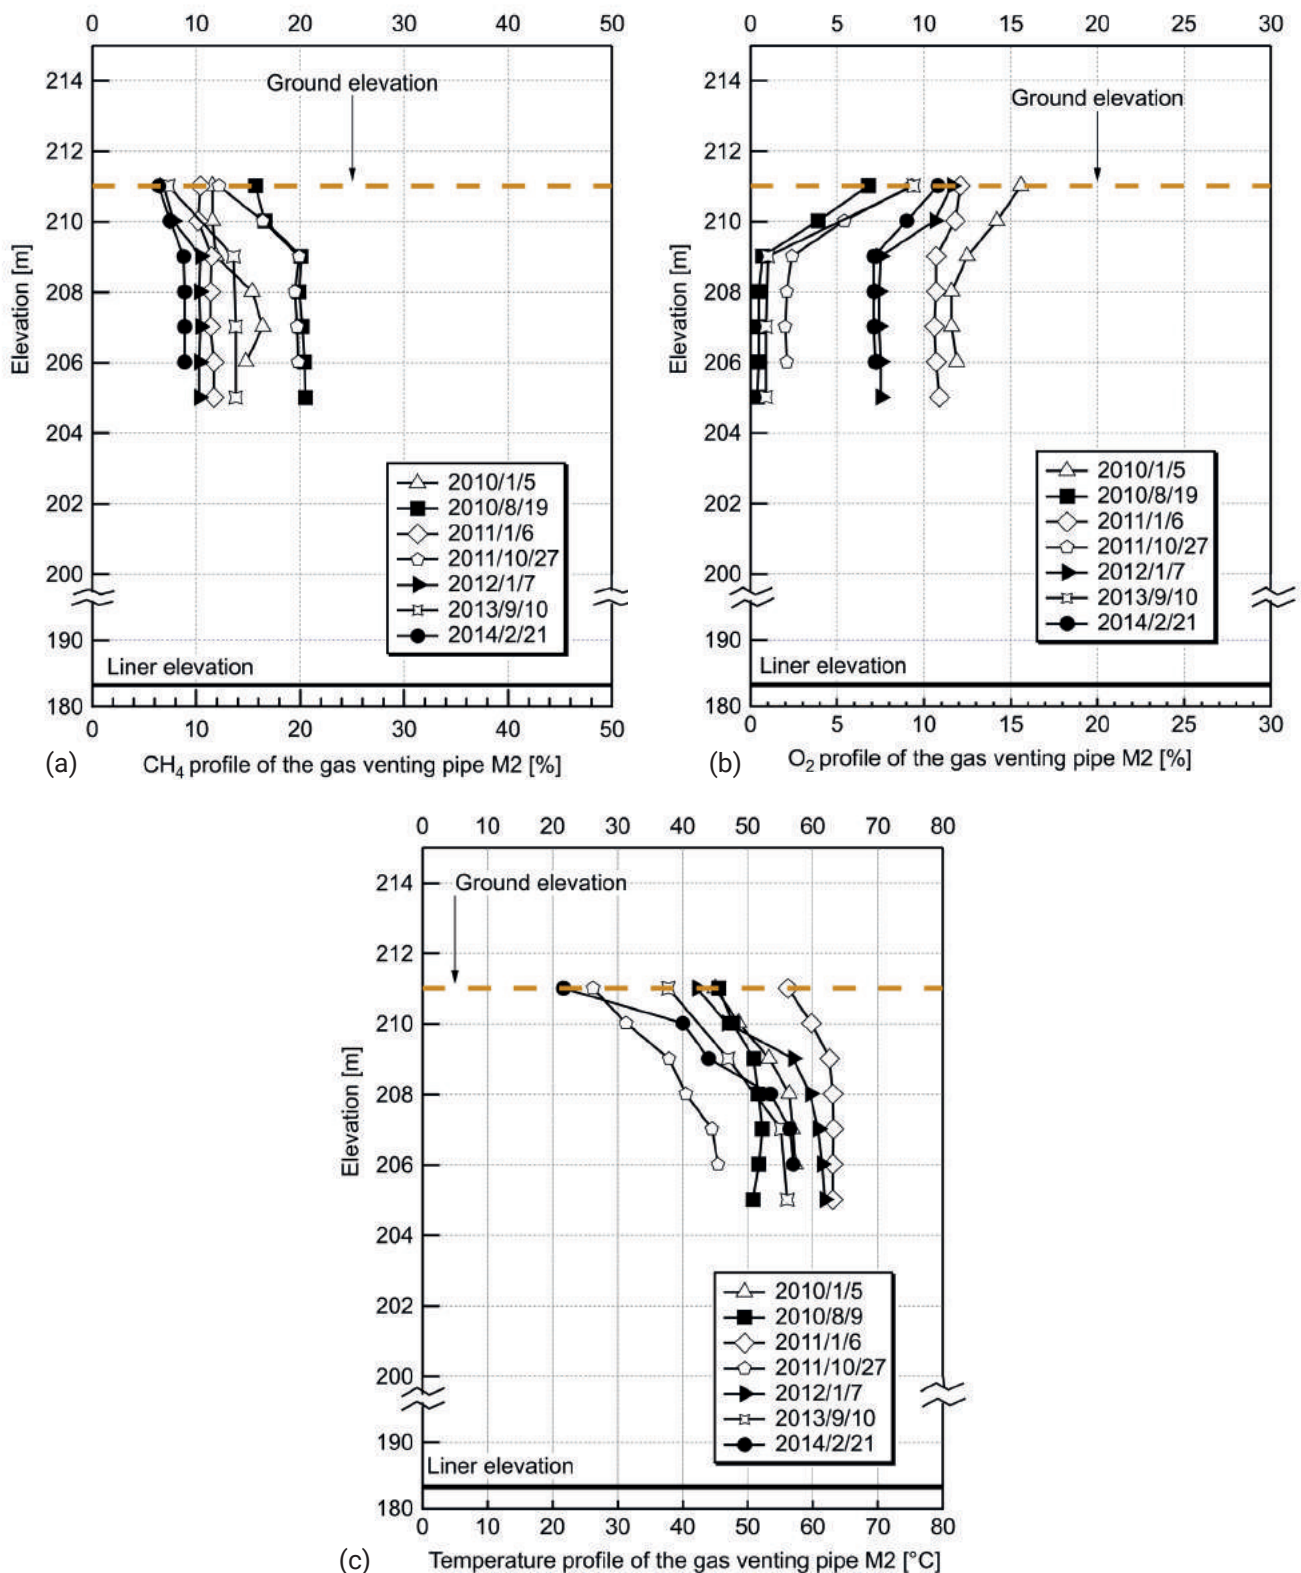 0 10 20 30 40 50
214
Ground elevation
212
210
208
206
204
202
200
190
180
Elevation [m]
2010/1/5
2010/8/19
2011/1/6
2011/10/27
2012/1/7
2013/9/10
2014/2/21
Liner elevation
0 10 20 30 40 50
(a) CH₄ profile of the gas venting pipe M2 [%]
0 5 10 15 20 25 30
214
Ground elevation
212
210
208
206
204
202
200
190
180
Elevation [m]
2010/1/5
2010/8/19
2011/1/6
2011/10/27
2012/1/7
2013/9/10
2014/2/21
Liner elevation
0 5 10 15 20 25 30
(b) O₂ profile of the gas venting pipe M2 [%]
0 10 20 30 40 50 60 70 80
214
Ground elevation
212
210
208
206
204
202
200
190
180
Elevation [m]
2010/1/5
2010/8/9
2011/1/6
2011/10/27
2012/1/7
2013/9/10
2014/2/21
Liner elevation
0 10 20 30 40 50 60 70 80
(c) Temperature profile of the gas venting pipe M2 [°C]